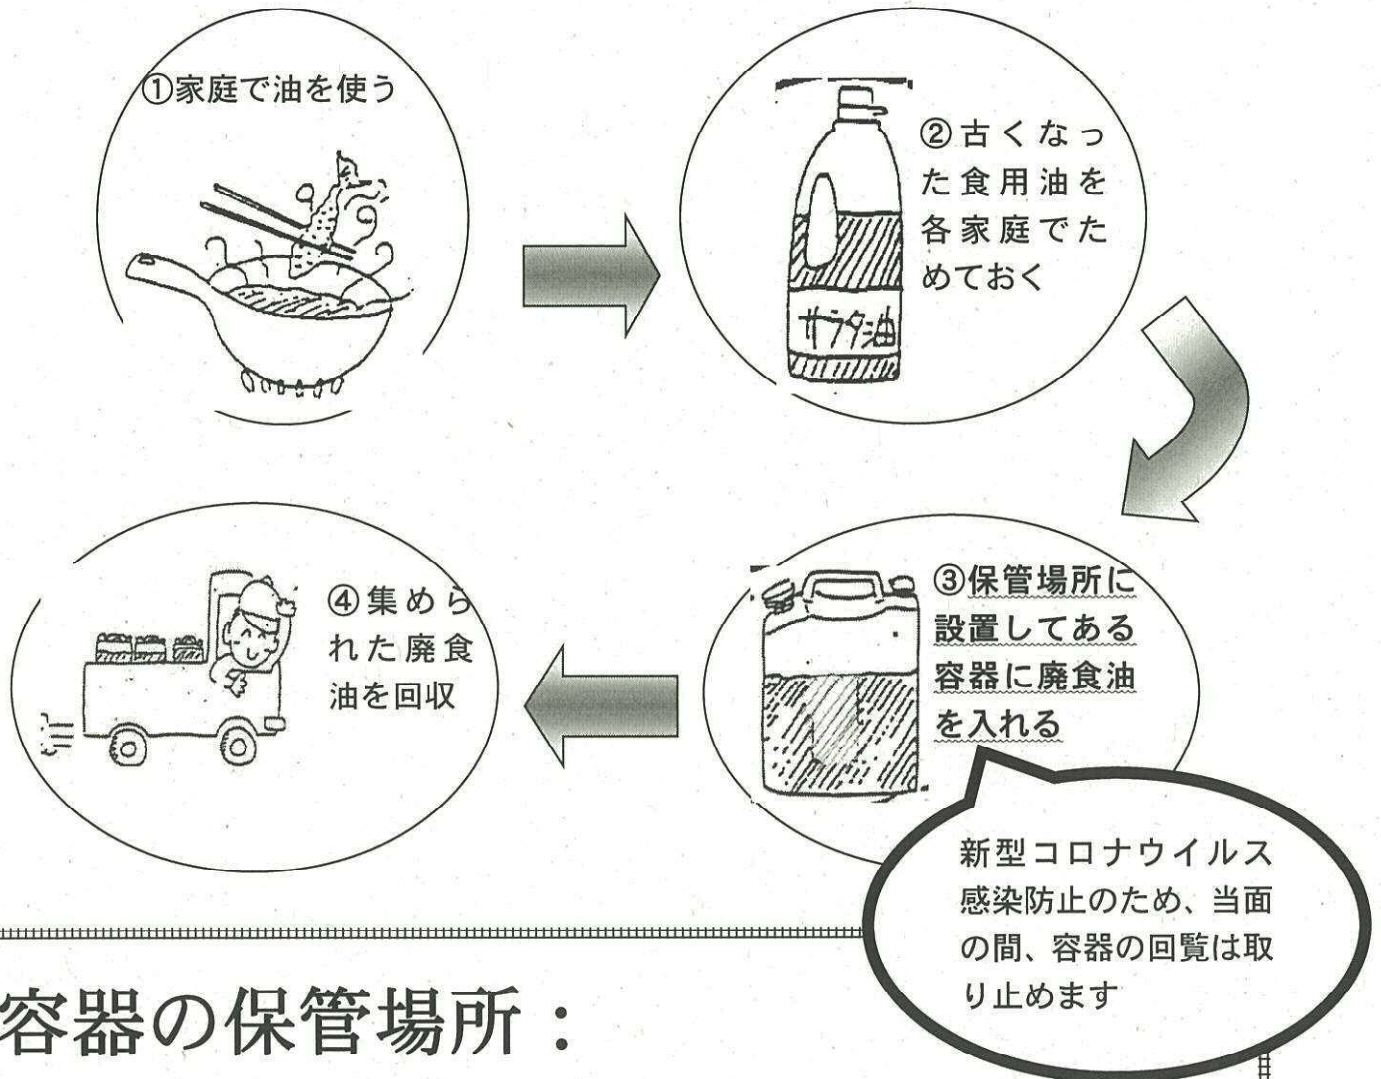 ①家庭で油を使う
②古くなっ
た食用油を
各家庭でた
めておく
サラダ油
③保管場所に
設置してある
容器に廃食油
を入れる
④集めら
れた廃食
油を回収
新型コロナウイルス
感染防止のため、当面
の間、容器の回覧は取
り止めます
容器の保管場所：